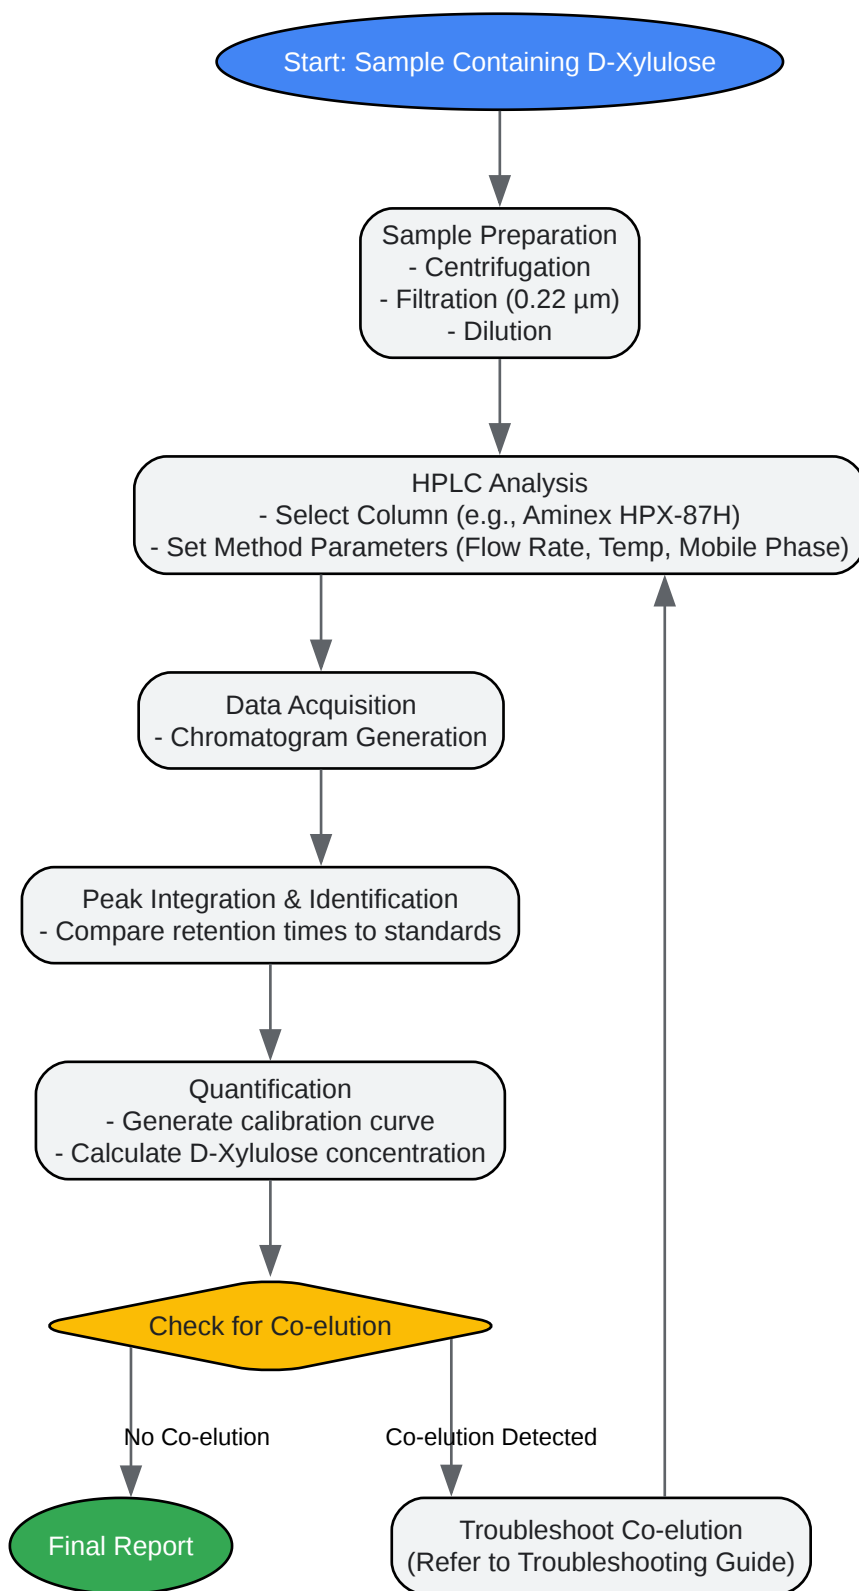 Start: Sample Containing D-Xylulose
Sample Preparation
- Centrifugation
- Filtration (0.22 µm)
- Dilution
HPLC Analysis
- Select Column (e.g., Aminex HPX-87H)
- Set Method Parameters (Flow Rate, Temp, Mobile Phase)
Data Acquisition
- Chromatogram Generation
Peak Integration & Identification
- Compare retention times to standards
Quantification
- Generate calibration curve
- Calculate D-Xylulose concentration
Check for Co-elution
No Co-elution
Co-elution Detected
Final Report
Troubleshoot Co-elution
(Refer to Troubleshooting Guide)